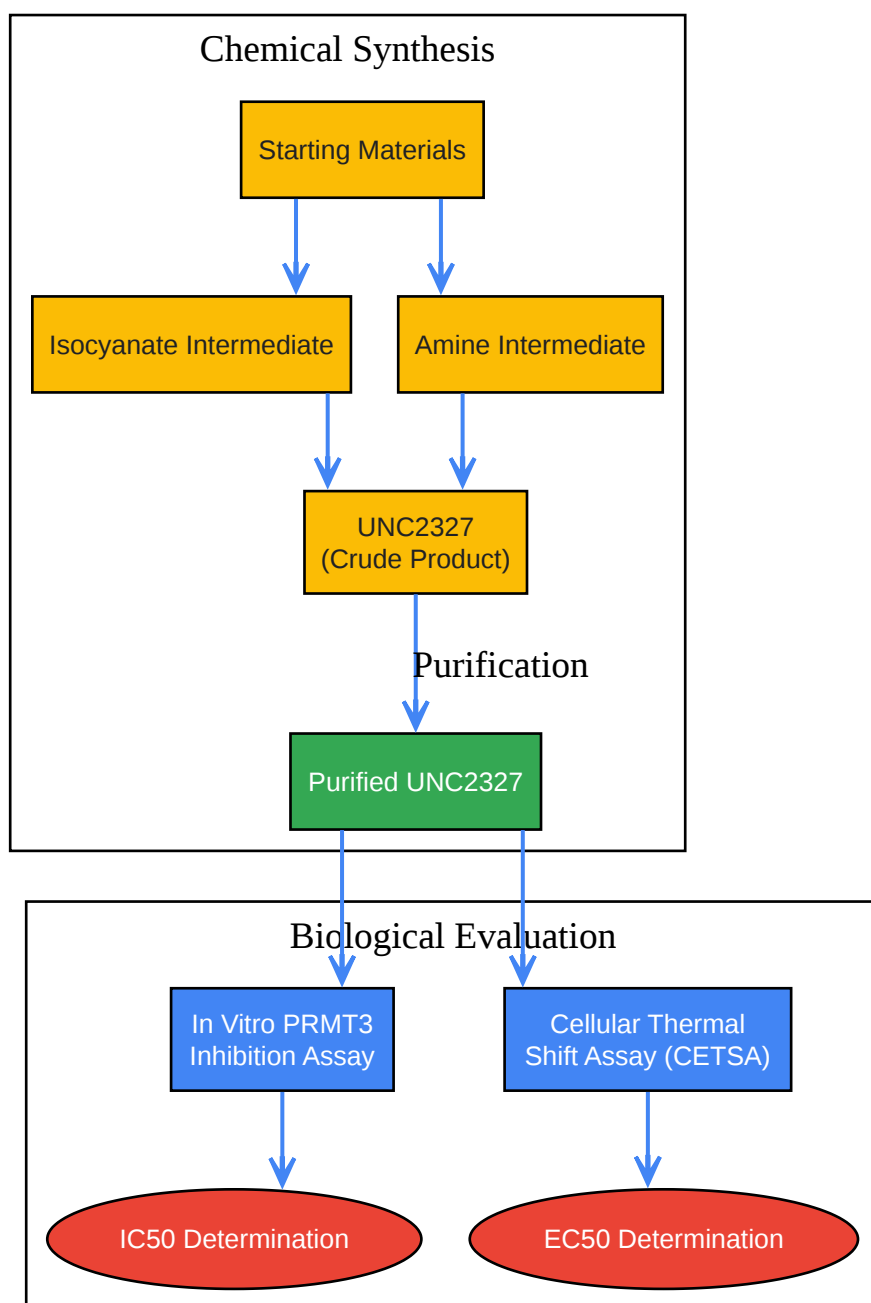 Chemical Synthesis
Starting Materials
Isocyanate Intermediate
Amine Intermediate
UNC2327
(Crude Product)
Purification
Purified UNC2327
Biological Evaluation
In Vitro PRMT3
Inhibition Assay
Cellular Thermal
Shift Assay (CETSA)
IC50 Determination
EC50 Determination